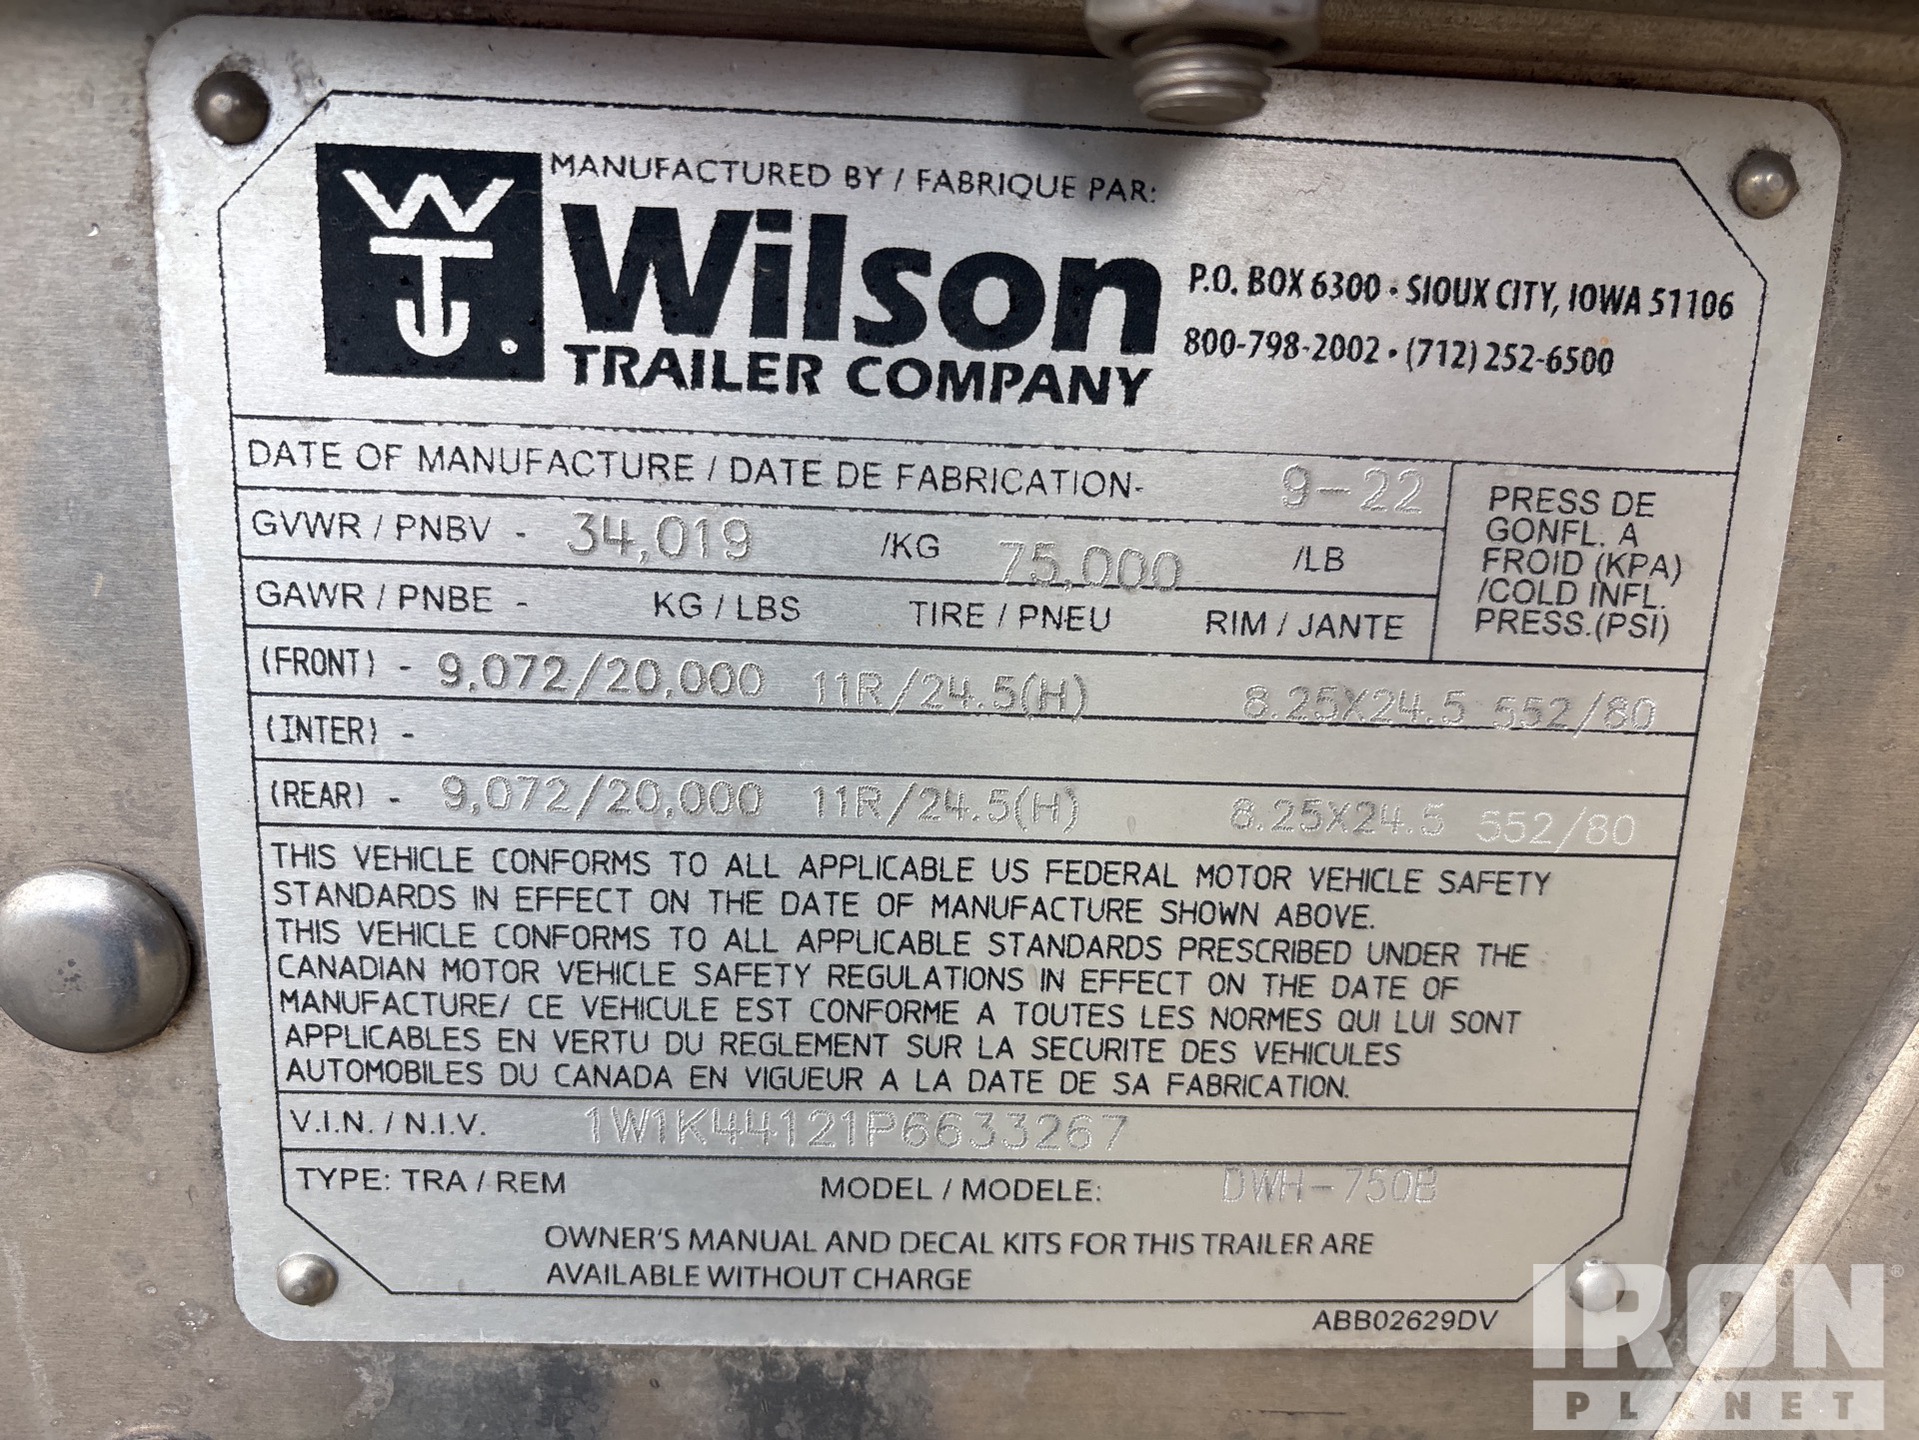 WTC.
MANUFACTURED BY / FABRIQUE PAR:
Wilson
TRAILER COMPANY
P.O. BOX 6300 • SIOUX CITY, IOWA 51106
800-798-2002 • (712) 252-6500
DATE OF MANUFACTURE / DATE DE FABRICATION- 9-22
GVWR / PNBV - 34,019 /KG 75,000 /LB
PRESS DE
GONFL. A
FROID (KPA)
/COLD INFL.
PRESS.(PSI)
GAWR / PNBE - KG / LBS TIRE / PNEU RIM / JANTE
(FRONT) - 9,072/20,000 11R/24.5(H) 8.25X24.5 552/80
(INTER) -
(REAR) - 9,072/20,000 11R/24.5(H) 8.25X24.5 552/80
THIS VEHICLE CONFORMS TO ALL APPLICABLE US FEDERAL MOTOR VEHICLE SAFETY
STANDARDS IN EFFECT ON THE DATE OF MANUFACTURE SHOWN ABOVE.
THIS VEHICLE CONFORMS TO ALL APPLICABLE STANDARDS PRESCRIBED UNDER THE
CANADIAN MOTOR VEHICLE SAFETY REGULATIONS IN EFFECT ON THE DATE OF
MANUFACTURE/ CE VEHICULE EST CONFORME A TOUTES LES NORMES QUI LUI SONT
APPLICABLES EN VERTU DU REGLEMENT SUR LA SECURITE DES VEHICULES
AUTOMOBILES DU CANADA EN VIGUEUR A LA DATE DE SA FABRICATION.
V.I.N. / N.I.V. 1W1K44121P6633267
TYPE: TRA / REM MODEL / MODELE: DWH-750B
OWNER'S MANUAL AND DECAL KITS FOR THIS TRAILER ARE
AVAILABLE WITHOUT CHARGE
ABB02629DV
IRON
PLANET